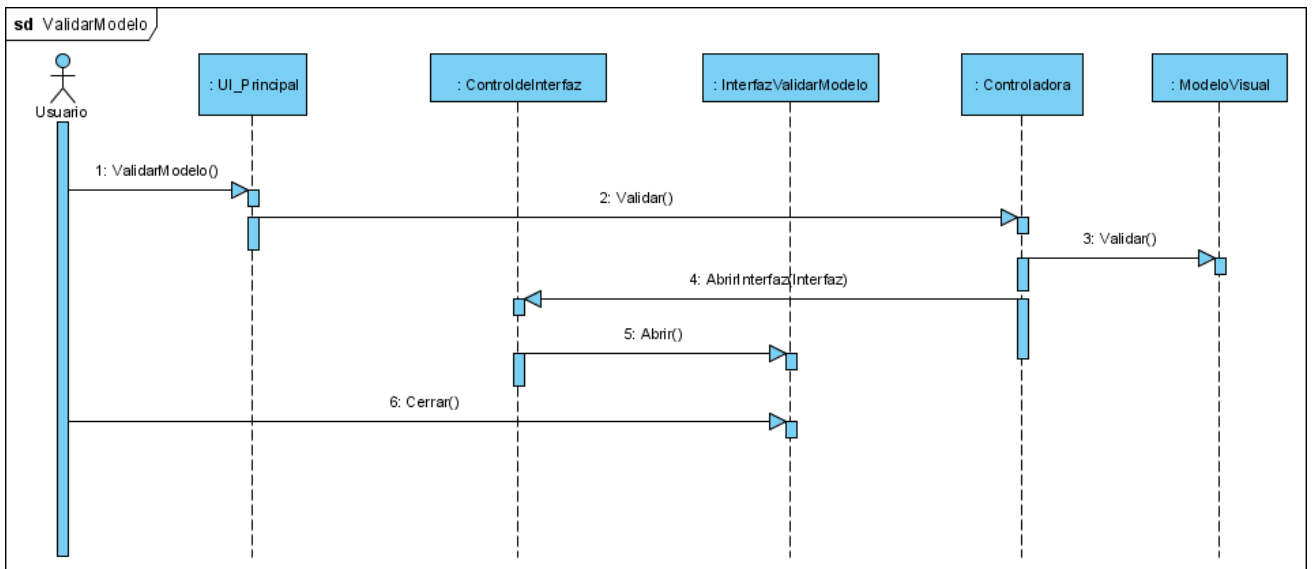 sd ValidarModelo
Usuario
: UI_Principal
: ControldeInterfaz
: InterfazValidarModelo
: Controladora
: ModeloVisual
1: ValidarModelo()
2: Validar()
3: Validar()
4: AbrirInterfaz(Interfaz)
5: Abrir()
6: Cerrar()